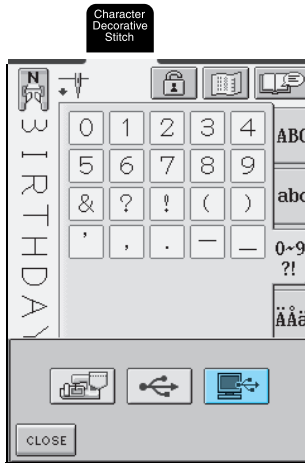 Character
Decorative
Stitch
N
BIRTHDAY
0 1 2 3 4
5 6 7 8 9
& ? ! ( )
' , . – _
ABC
abc
0~9
?!
ÄÅä
CLOSE